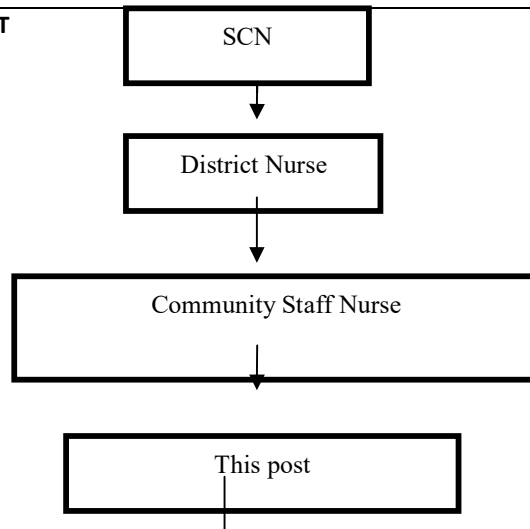 T
SCN
District Nurse
Community Staff Nurse
This post